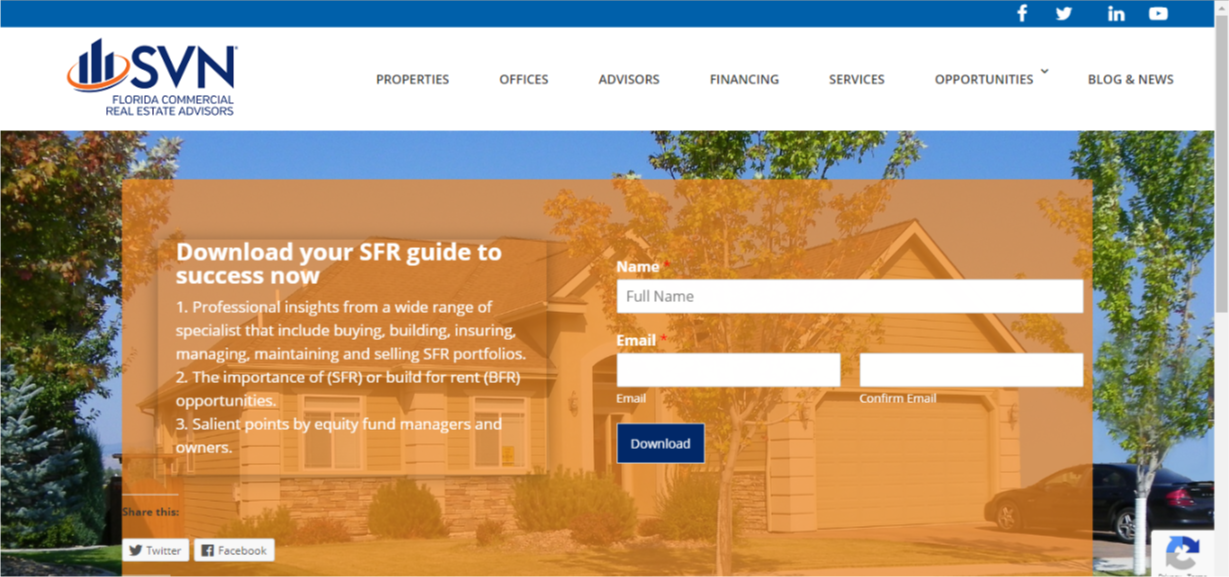 SVN
FLORIDA COMMERCIAL
REAL ESTATE ADVISORS
PROPERTIES
OFFICES
ADVISORS
FINANCING
SERVICES
OPPORTUNITIES
BLOG & NEWS
Download your SFR guide to
success now
1. Professional insights from a wide range of
specialist that include buying, building, insuring,
managing, maintaining and selling SFR portfolios.
2. The importance of (SFR) or build for rent (BFR)
opportunities.
3. Salient points by equity fund managers and
owners.
Name *
Full Name
Email *
Email
Confirm Email
Download
Share this:
Twitter
Facebook